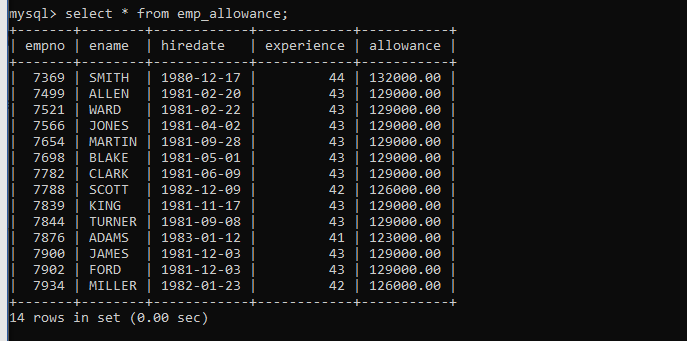 mysql> select * from emp_allowance;
+-------+--------+------------+------------+-----------+
| empno | ename  | hiredate   | experience | allowance |
+-------+--------+------------+------------+-----------+
|  7369 | SMITH  | 1980-12-17 |         44 | 132000.00 |
|  7499 | ALLEN  | 1981-02-20 |         43 | 129000.00 |
|  7521 | WARD   | 1981-02-22 |         43 | 129000.00 |
|  7566 | JONES  | 1981-04-02 |         43 | 129000.00 |
|  7654 | MARTIN | 1981-09-28 |         43 | 129000.00 |
|  7698 | BLAKE  | 1981-05-01 |         43 | 129000.00 |
|  7782 | CLARK  | 1981-06-09 |         43 | 129000.00 |
|  7788 | SCOTT  | 1982-12-09 |         42 | 126000.00 |
|  7839 | KING   | 1981-11-17 |         43 | 129000.00 |
|  7844 | TURNER | 1981-09-08 |         43 | 129000.00 |
|  7876 | ADAMS  | 1983-01-12 |         41 | 123000.00 |
|  7900 | JAMES  | 1981-12-03 |         43 | 129000.00 |
|  7902 | FORD   | 1981-12-03 |         43 | 129000.00 |
|  7934 | MILLER | 1982-01-23 |         42 | 126000.00 |
+-------+--------+------------+------------+-----------+
14 rows in set (0.00 sec)